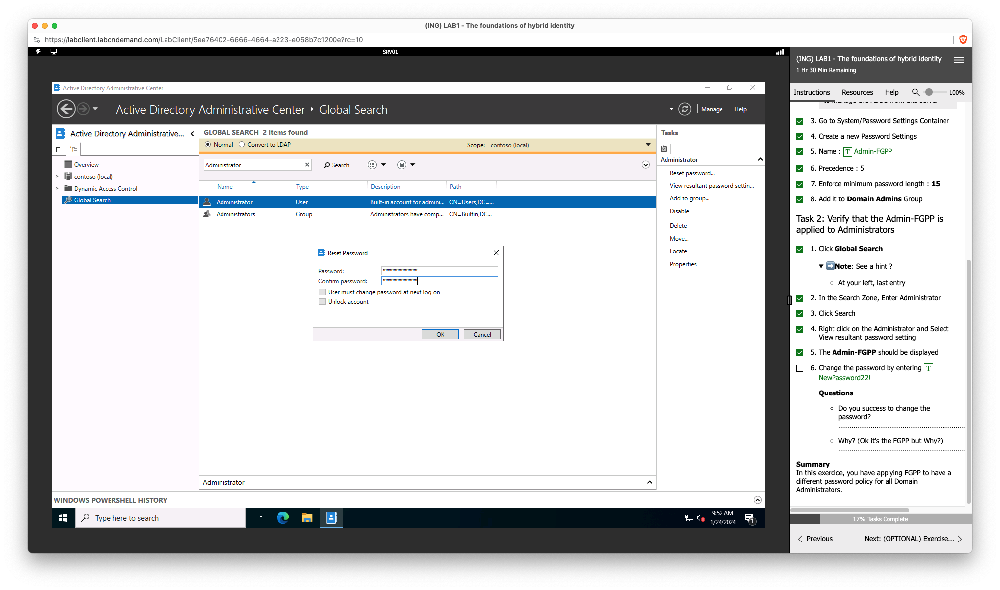 (ING) LAB1 - The foundations of hybrid identity
https://labclient.labondemand.com/LabClient/5ee76402-6666-4664-a223-e058b7c1200e?rc=10
SRV01
Active Directory Administrative Center
Active Directory Administrative Center
Global Search
Manage
Help
Active Directory Administrative...
Overview
contoso (local)
Dynamic Access Control
Global Search
GLOBAL SEARCH 2 items found
Normal
Convert to LDAP
Scope: contoso (local)
Administrator
Search
Name
Type
Description
Path
Administrator
User
Built-in account for admini...
CN=Users,DC=...
Administrators
Group
Administrators have comp...
CN=Builtin,DC...
Reset Password
Password:
**************
Confirm password:
**************
User must change password at next log on
Unlock account
OK
Cancel
Administrator
Tasks
Administrator
Reset password...
View resultant password settin...
Add to group...
Disable
Delete
Move...
Locate
Properties
WINDOWS POWERSHELL HISTORY
Type here to search
9:52 AM
1/24/2024
1
(ING) LAB1 - The foundations of hybrid identity
1 Hr 30 Min Remaining
Instructions
Resources
Help
100%
3. Go to System/Password Settings Container
4. Create a new Password Settings
5. Name : T Admin-FGPP
6. Precedence : 5
7. Enforce minimum password length : 15
8. Add it to Domain Admins Group
Task 2: Verify that the Admin-FGPP is
applied to Administrators
1. Click Global Search
Note: See a hint ?
At your left, last entry
2. In the Search Zone, Enter Administrator
3. Click Search
4. Right click on the Administrator and Select
View resultant password setting
5. The Admin-FGPP should be displayed
6. Change the password by entering T
NewPassword22!
Questions
Do you success to change the
password?
Why? (Ok it's the FGPP but Why?)
Summary
In this exercice, you have applying FGPP to have a
different password policy for all Domain
Administrators.
17% Tasks Complete
Previous
Next: (OPTIONAL) Exercise...